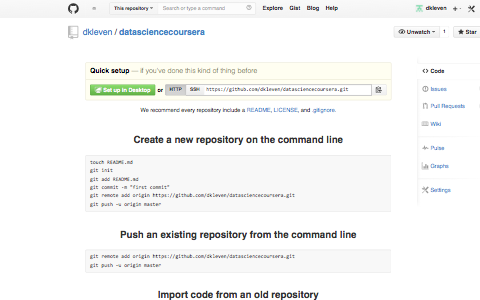 This repository
Search or type a command
Explore Gist Blog Help
dkleven
dkleven / datasciencecoursera
Unwatch 1 Star
Quick setup — if you've done this kind of thing before
Set up in Desktop or HTTP SSH https://github.com/dkleven/datasciencecoursera.git
We recommend every repository include a README, LICENSE, and .gitignore.
Create a new repository on the command line
touch README.md
git init
git add README.md
git commit -m "first commit"
git remote add origin https://github.com/dkleven/datasciencecoursera.git
git push -u origin master
Push an existing repository from the command line
git remote add origin https://github.com/dkleven/datasciencecoursera.git
git push -u origin master
Import code from an old repository
Code
Issues
Pull Requests
Wiki
Pulse
Graphs
Settings